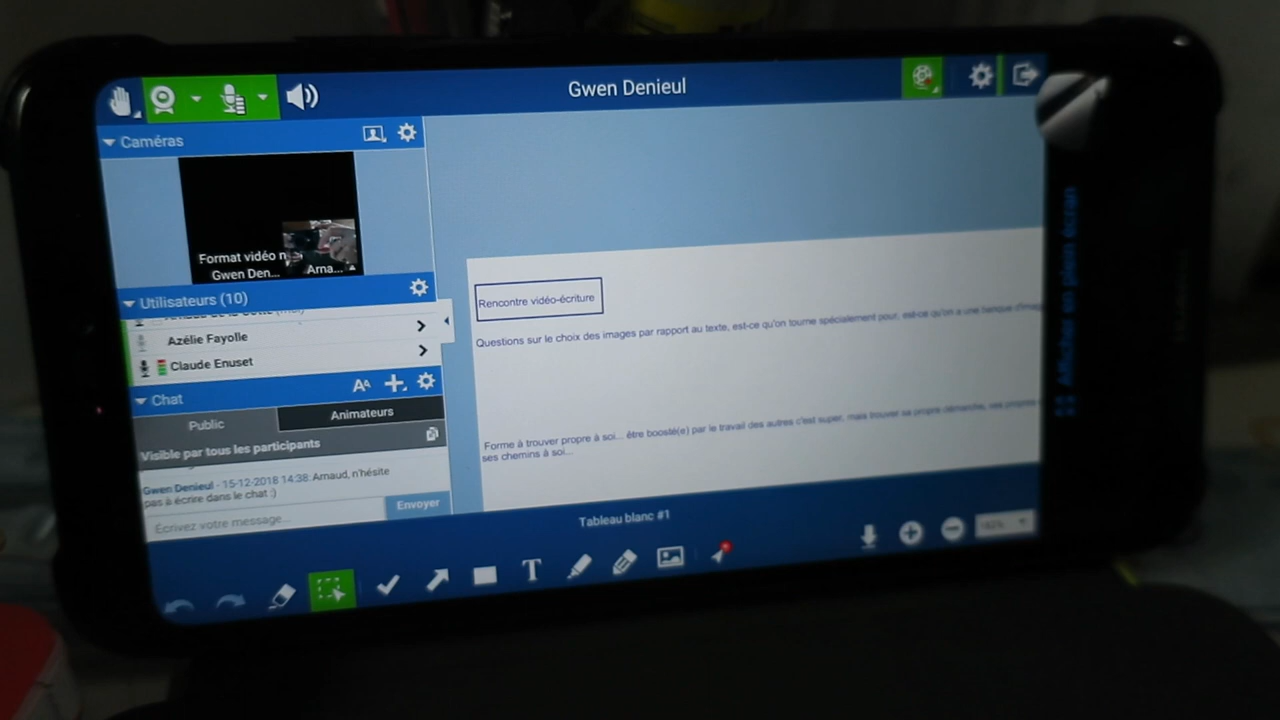 Gwen Denieul
Caméras
Format vidéo n
Gwen Den... Arna...
Utilisateurs (10)
Azélie Fayolle
Claude Enuset
Chat
AA
Public
Animateurs
Visible par tous les participants
Gwen Denieul - 15-12-2018 14:38: Arnaud, n'hésite
pas à écrire dans le chat :)
Écrivez votre message...
Envoyer
Rencontre vidéo-écriture
Questions sur le choix des images par rapport au texte, est-ce qu'on tourne spécialement pour, est-ce qu'on a une banque d'imag
Forme à trouver propre à soi... être boosté(e) par le travail des autres c'est super, mais trouver sa propre démarche, ses propres
ses chemins à soi...
Afficher en plein écran
Tableau blanc #1
T